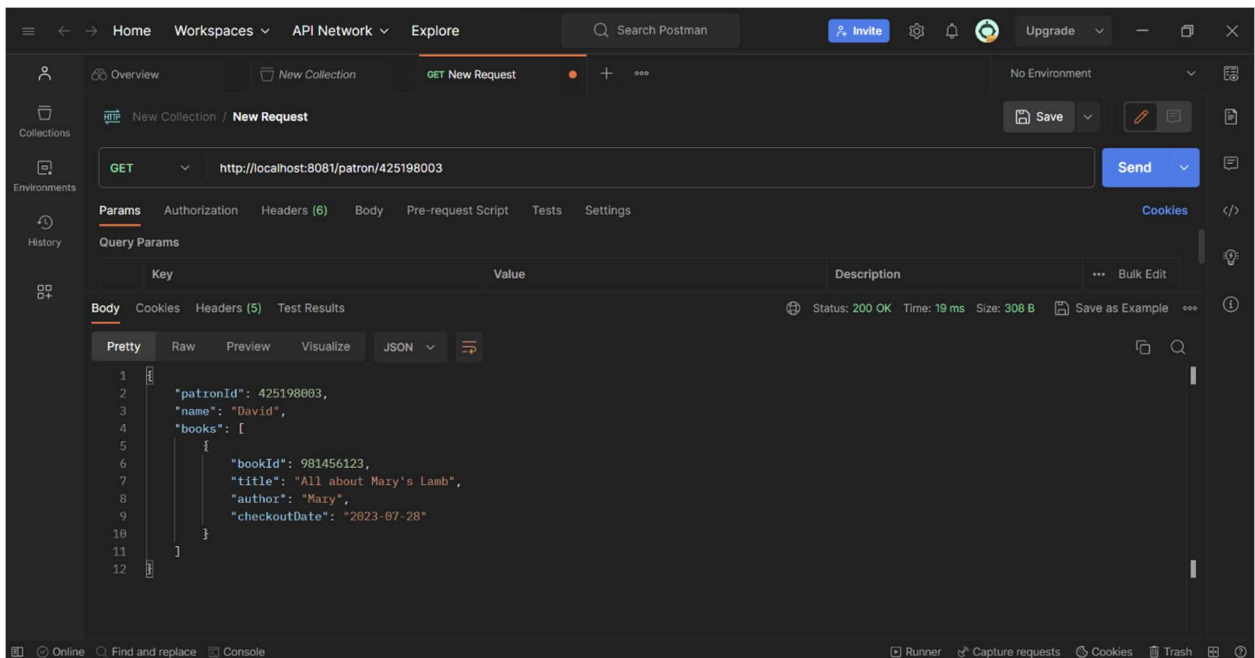 Home Workspaces API Network Explore Search Postman Invite Upgrade
Overview New Collection GET New Request No Environment
Collections
Environments
History
HTTP New Collection / New Request Save
GET http://localhost:8081/patron/425198003 Send
Params Authorization Headers (6) Body Pre-request Script Tests Settings Cookies
Query Params
Key Value Description Bulk Edit
Body Cookies Headers (5) Test Results Status: 200 OK Time: 19 ms Size: 308 B Save as Example
Pretty Raw Preview Visualize JSON
1 {
2 "patronId": 425198003,
3 "name": "David",
4 "books": [
5 {
6 "bookId": 981456123,
7 "title": "All about Mary's Lamb",
8 "author": "Mary",
9 "checkoutDate": "2023-07-28"
10 }
11 ]
12 }
Online Find and replace Console Runner Capture requests Cookies Trash